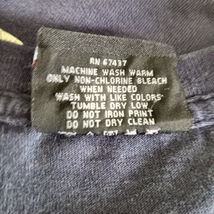 RN 67437
MACHINE WASH WARM
ONLY NON-CHLORINE BLEACH
WHEN NEEDED
WASH WITH LIKE COLORS
TUMBLE DRY LOW
DO NOT IRON PRINT
DO NOT DRY CLEAN